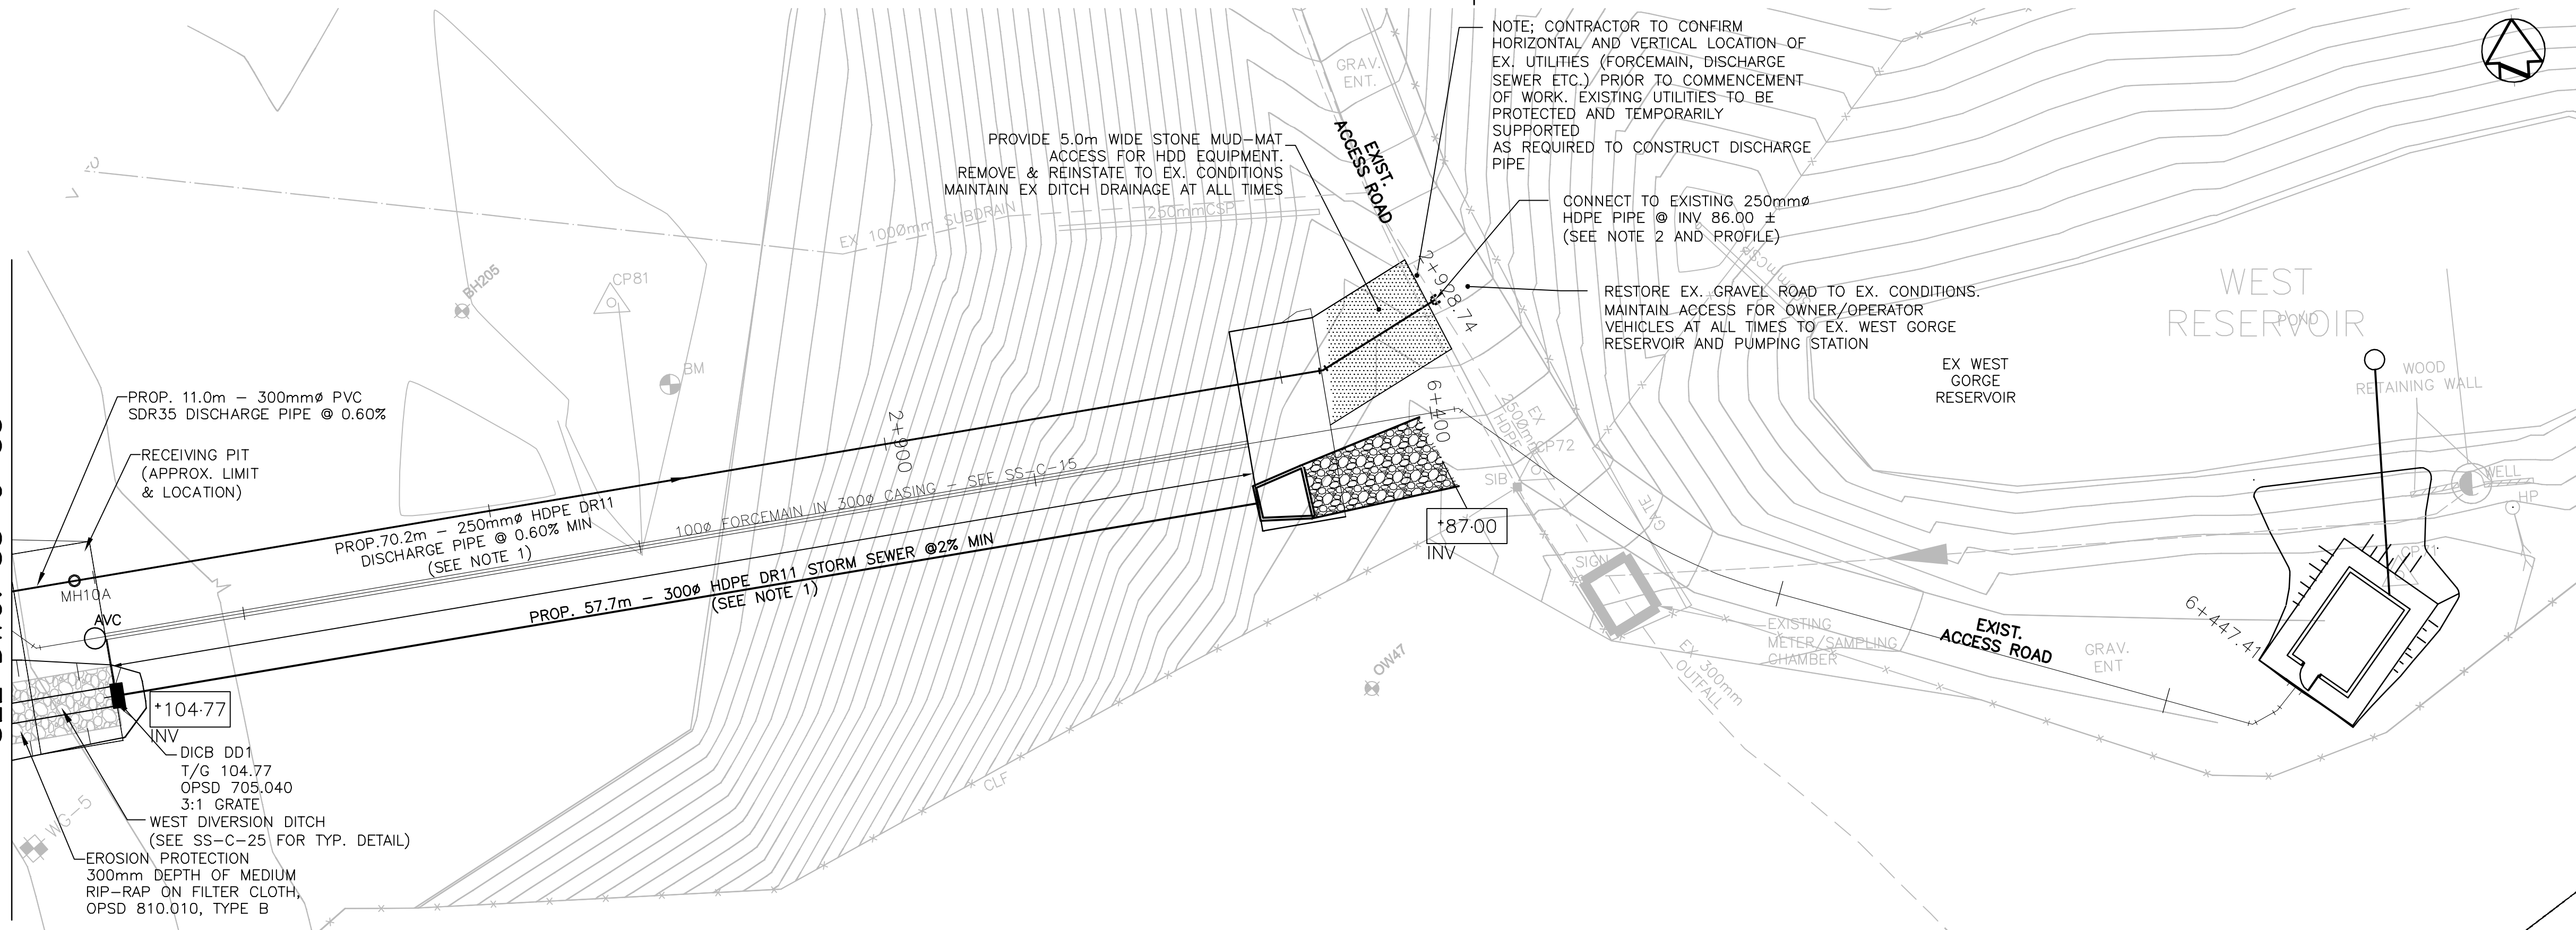 NOTE; CONTRACTOR TO CONFIRM
HORIZONTAL AND VERTICAL LOCATION OF
EX. UTILITIES (FORCEMAIN, DISCHARGE
SEWER ETC.) PRIOR TO COMMENCEMENT
OF WORK. EXISTING UTILITIES TO BE
PROTECTED AND TEMPORARILY
SUPPORTED
AS REQUIRED TO CONSTRUCT DISCHARGE
PIPE
GRAV.
ENT.
EXIST.
ACCESS ROAD
PROVIDE 5.0m WIDE STONE MUD-MAT
ACCESS FOR HDD EQUIPMENT.
REMOVE & REINSTATE TO EX. CONDITIONS
MAINTAIN EX DITCH DRAINAGE AT ALL TIMES
CONNECT TO EXISTING 250mmø
HDPE PIPE @ INV 86.00 ±
(SEE NOTE 2 AND PROFILE)
EX 100Ømm SUBDRAIN
250mmCSP
2+928.74
RESTORE EX. GRAVEL ROAD TO EX. CONDITIONS.
MAINTAIN ACCESS FOR OWNER/OPERATOR
VEHICLES AT ALL TIMES TO EX. WEST GORGE
RESERVOIR AND PUMPING STATION
WEST
RESERVOIR
POND
BH205
CP81
BM
EX WEST
GORGE
RESERVOIR
WOOD
RETAINING WALL
PROP. 11.0m – 300mmø PVC
SDR35 DISCHARGE PIPE @ 0.60%
RECEIVING PIT
(APPROX. LIMIT
& LOCATION)
2+900
6+400
EX
250Ømm
HDPE
CP72
SIB
GATE
WELL
HP
PROP.70.2m – 250mmø HDPE DR11
DISCHARGE PIPE @ 0.60% MIN
(SEE NOTE 1)
100ø FORCEMAIN IN 300ø CASING – SEE SS-C-15
PROP. 57.7m – 300ø HDPE DR11 STORM SEWER @2% MIN
(SEE NOTE 1)
+87.00
INV
SIGN
CP71
MH10A
AVC
EXISTING
METER/SAMPLING
CHAMBER
EXIST.
ACCESS ROAD
GRAV.
ENT
6+447.41
EX 300mm
OUTFALL
OW47
CLF
+104.77
INV
DICB DD1
T/G 104.77
OPSD 705.040
3:1 GRATE
WEST DIVERSION DITCH
(SEE SS-C-25 FOR TYP. DETAIL)
WG-5
EROSION PROTECTION
300mm DEPTH OF MEDIUM
RIP-RAP ON FILTER CLOTH,
OPSD 810.010, TYPE B